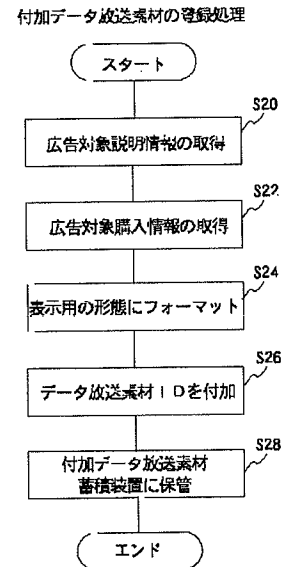 付加データ放送素材の登録処理
スタート
S20
広告対象説明情報の取得
S22
広告対象購入情報の取得
S24
表示用の形態にフォーマット
S26
データ放送素材IDを付加
S28
付加データ放送素材
蓄積装置に保管
エンド